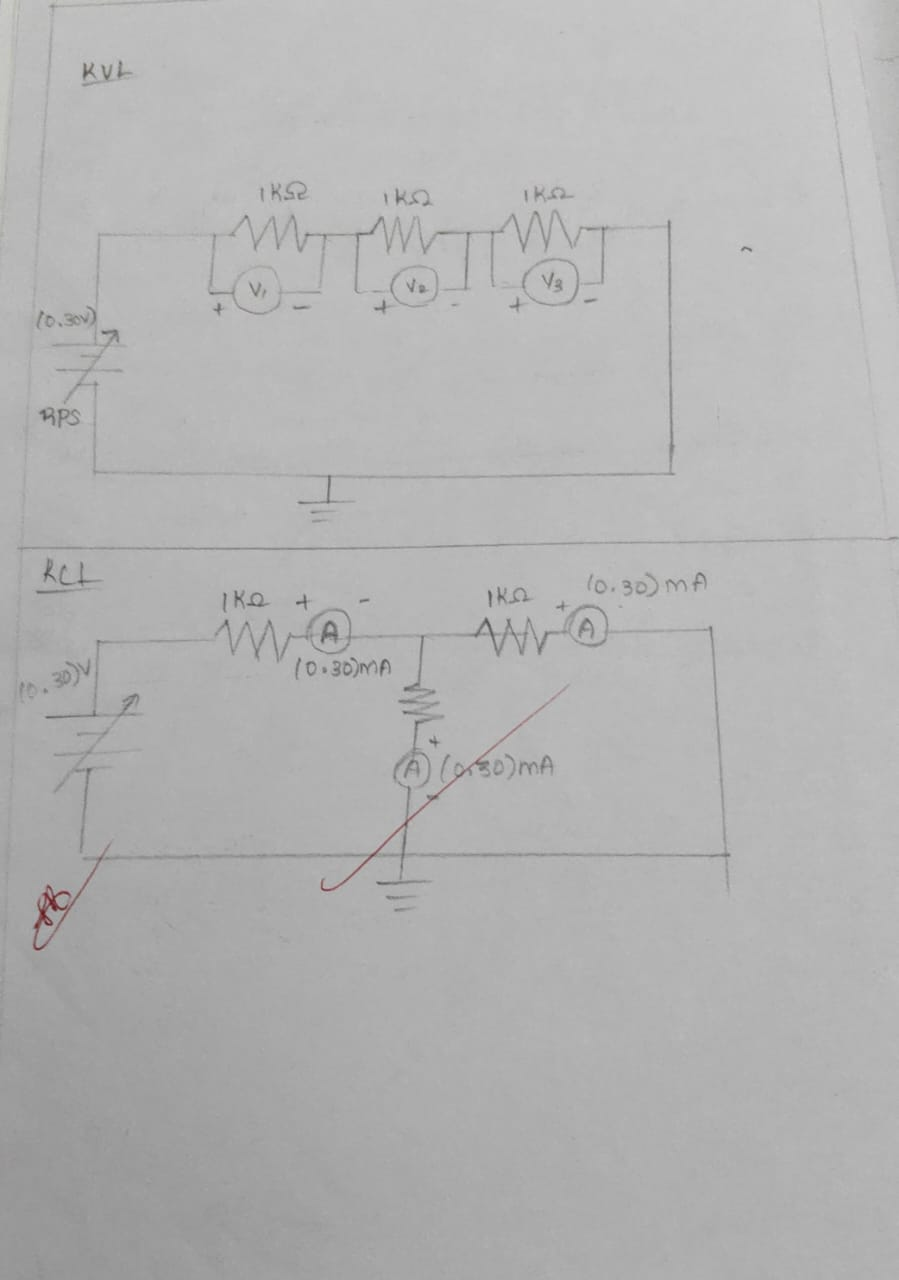 KVL
1KΩ 1KΩ 1KΩ
V1 V2 V3
+ - + - + -
(0.30V)
RPS
KCL
1KΩ + - 1KΩ + (0.30)mA
A A
(0.30)mA
(0.30)V
+
A (0.30)mA
-